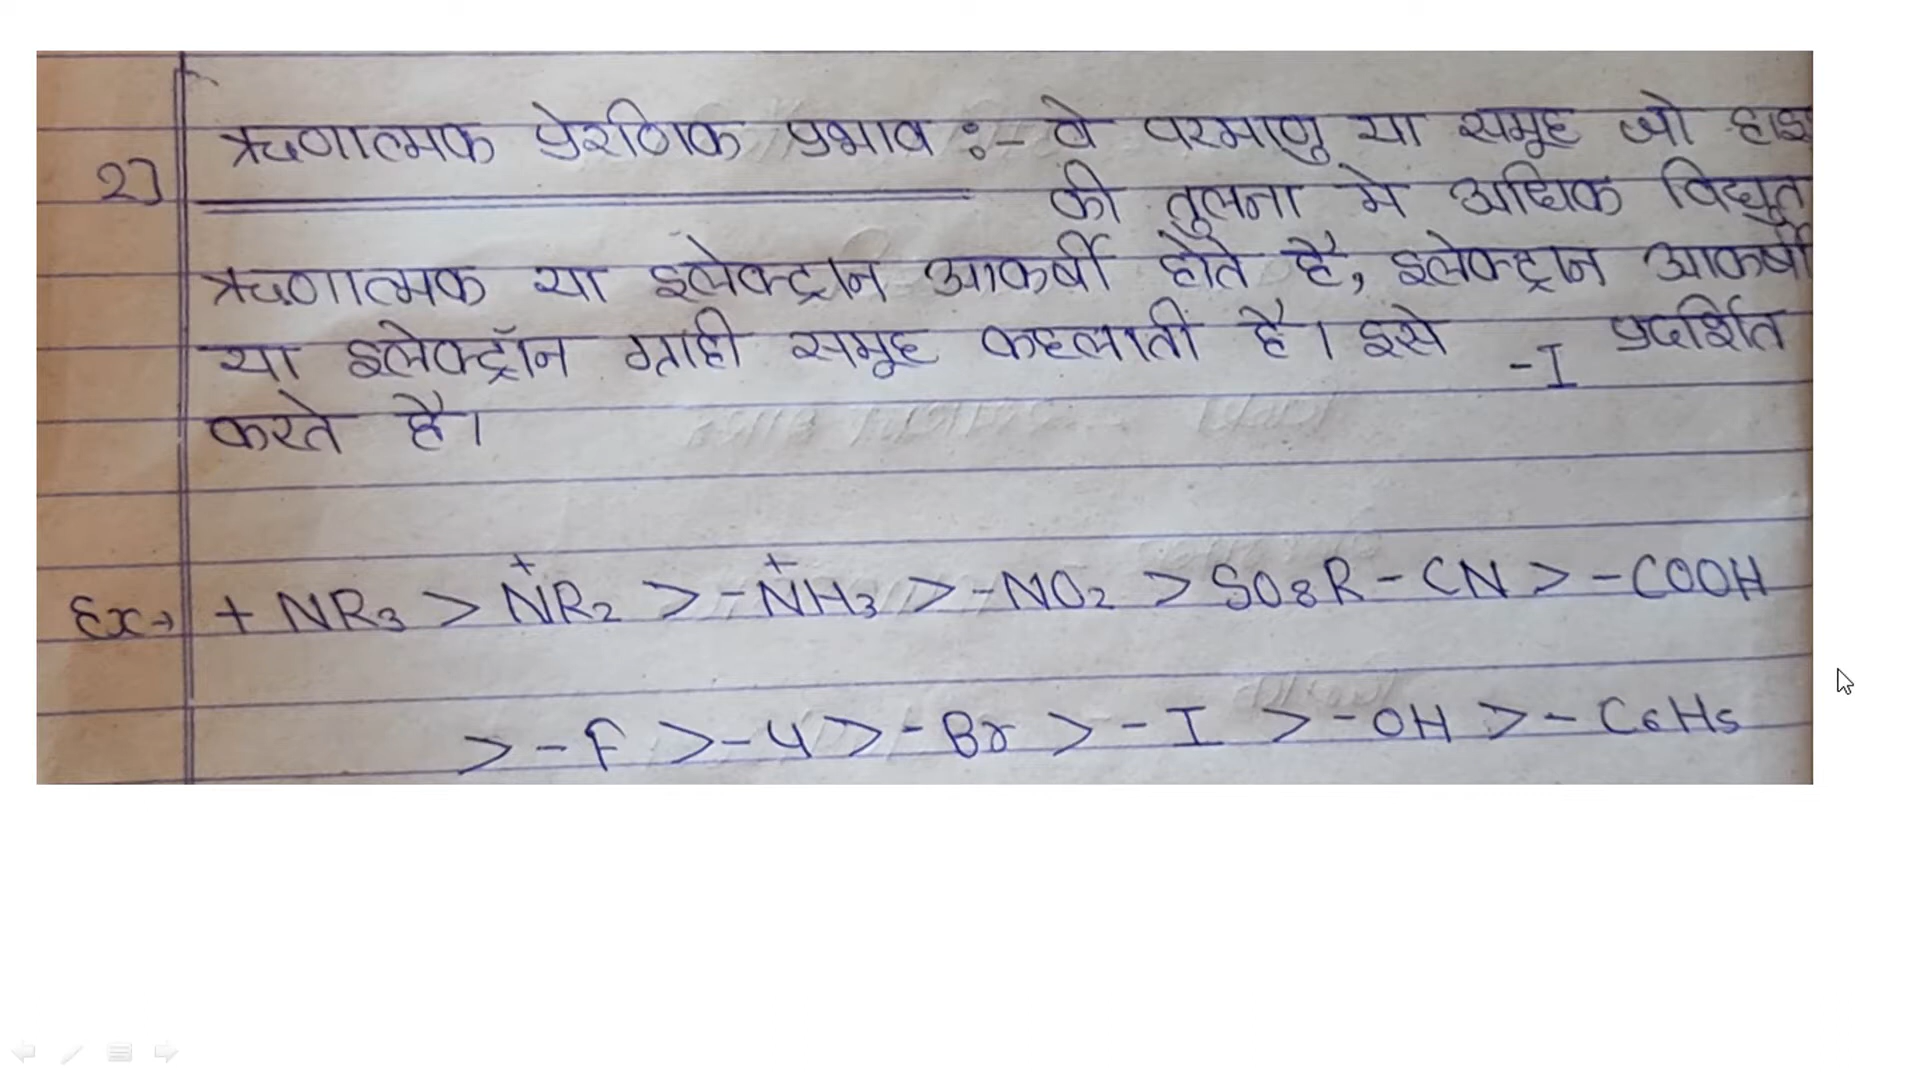 2] ऋणात्मक प्रेरणिक प्रभाव :- वे परमाणु या समूह जो
की तुलना मे अधिक विद्युत
ऋणात्मक या इलेक्ट्रान आकर्षी होते है, इलेक्ट्रान आकर्षी
या इलेक्ट्रॉन ग्राही समूह कहलाती है। इसे -I प्रदर्शित
करते है।
Ex→ + NR3 > N⁺R2 > -N⁺H3 > -NO2 > SO3R - CN > -COOH
> -F > -Cl > -Br > -I > -OH > - C6H5